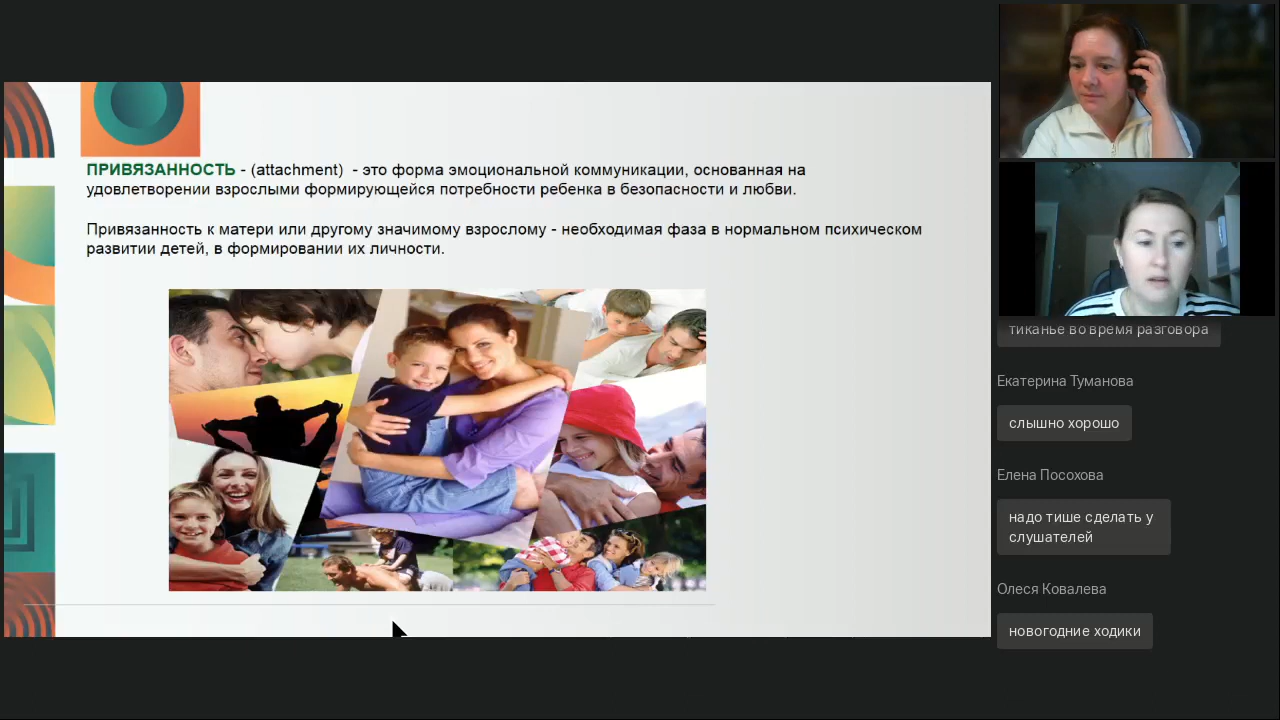 ПРИВЯЗАННОСТЬ - (attachment) - это форма эмоциональной коммуникации, основанная на
удовлетворении взрослыми формирующейся потребности ребенка в безопасности и любви.
Привязанность к матери или другому значимому взрослому - необходимая фаза в нормальном психическом
развитии детей, в формировании их личности.
тиканье во время разговора
Екатерина Туманова
слышно хорошо
Елена Посохова
надо тише сделать у
слушателей
Олеся Ковалева
новогодние ходики